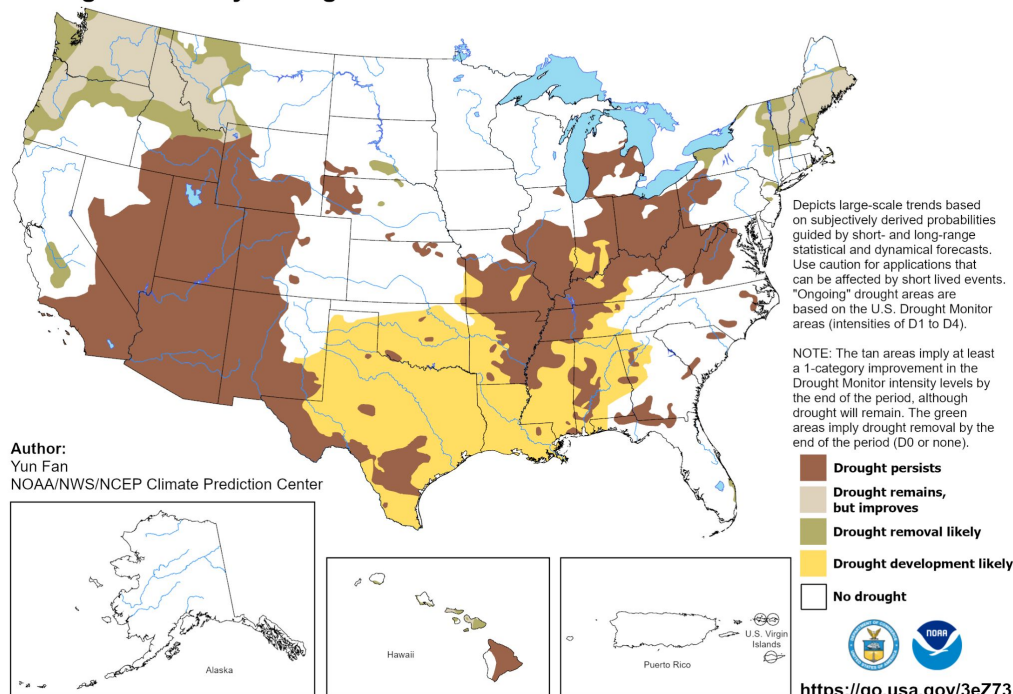 Depicts large-scale trends based
on subjectively derived probabilities
guided by short- and long-range
statistical and dynamical forecasts.
Use caution for applications that
can be affected by short lived events.
"Ongoing" drought areas are
based on the U.S. Drought Monitor
areas (intensities of D1 to D4).
NOTE: The tan areas imply at least
a 1-category improvement in the
Drought Monitor intensity levels by
the end of the period, although
drought will remain. The green
areas imply drought removal by the
end of the period (D0 or none).
Author:
Yun Fan
NOAA/NWS/NCEP Climate Prediction Center
Drought persists
Drought remains,
but improves
Drought removal likely
Drought development likely
No drought
Alaska
Hawaii
Puerto Rico
U.S. Virgin
Islands
NOAA
https://go.usa.gov/3eZ73